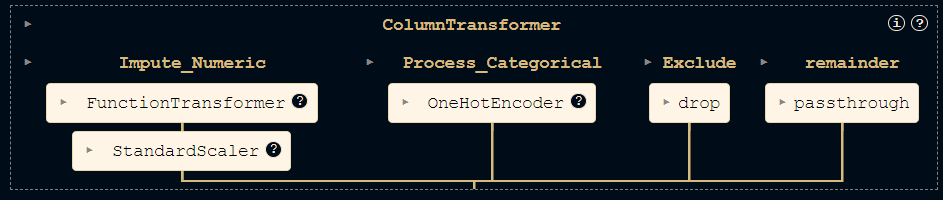 ColumnTransformer i ?
Impute_Numeric Process_Categorical Exclude remainder
FunctionTransformer ? OneHotEncoder ? drop passthrough
StandardScaler ?